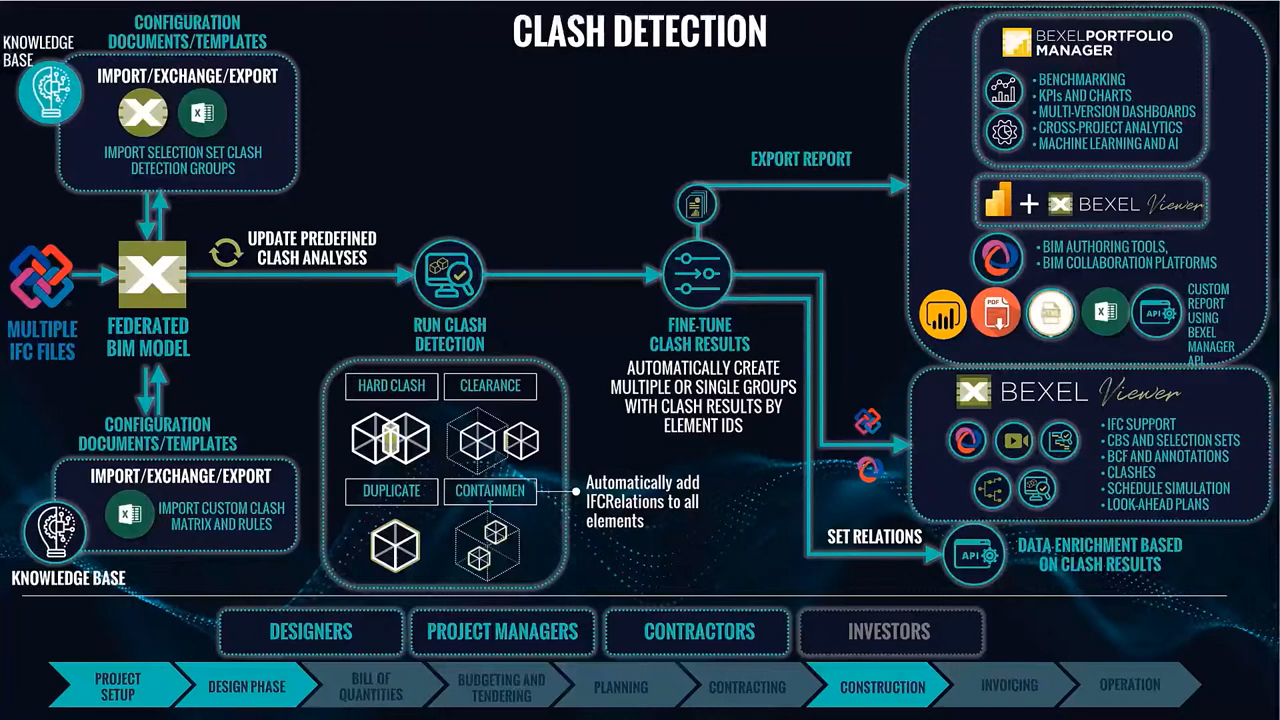 CLASH DETECTION
KNOWLEDGE
BASE
CONFIGURATION
DOCUMENTS/TEMPLATES
IMPORT/EXCHANGE/EXPORT
X
IMPORT SELECTION SET CLASH
DETECTION GROUPS
MULTIPLE
IFC FILES
X
FEDERATED
BIM MODEL
UPDATE PREDEFINED
CLASH ANALYSES
CONFIGURATION
DOCUMENTS/TEMPLATES
IMPORT/EXCHANGE/EXPORT
IMPORT CUSTOM CLASH
MATRIX AND RULES
KNOWLEDGE BASE
RUN CLASH
DETECTION
HARD CLASH
CLEARANCE
DUPLICATE
CONTAINMEN
Automatically add
IFCRelations to all
elements
FINE-TUNE
CLASH RESULTS
AUTOMATICALLY CREATE
MULTIPLE OR SINGLE GROUPS
WITH CLASH RESULTS BY
ELEMENT IDS
EXPORT REPORT
BEXELPORTFOLIO
MANAGER
• BENCHMARKING
• KPIs AND CHARTS
• MULTI-VERSION DASHBOARDS
• CROSS-PROJECT ANALYTICS
• MACHINE LEARNING AND AI
+ X BEXEL Viewer
• BIM AUTHORING TOOLS,
• BIM COLLABORATION PLATFORMS
PDF
HTML
API
CUSTOM
REPORT
USING
BEXEL
MANAGER
API
X BEXEL Viewer
• IFC SUPPORT
• CBS AND SELECTION SETS
• BCF AND ANNOTATIONS
• CLASHES
• SCHEDULE SIMULATION
• LOOK-AHEAD PLANS
SET RELATIONS
API
DATA-ENRICHMENT BASED
ON CLASH RESULTS
DESIGNERS
PROJECT MANAGERS
CONTRACTORS
INVESTORS
PROJECT
SETUP
DESIGN PHASE
BILL OF
QUANTITIES
BUDGETING AND
TENDERING
PLANNING
CONTRACTING
CONSTRUCTION
INVOICING
OPERATION